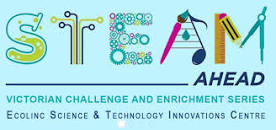 STEAM
AHEAD
VICTORIAN CHALLENGE AND ENRICHMENT SERIES
ECOLINC SCIENCE & TECHNOLOGY INNOVATIONS CENTRE